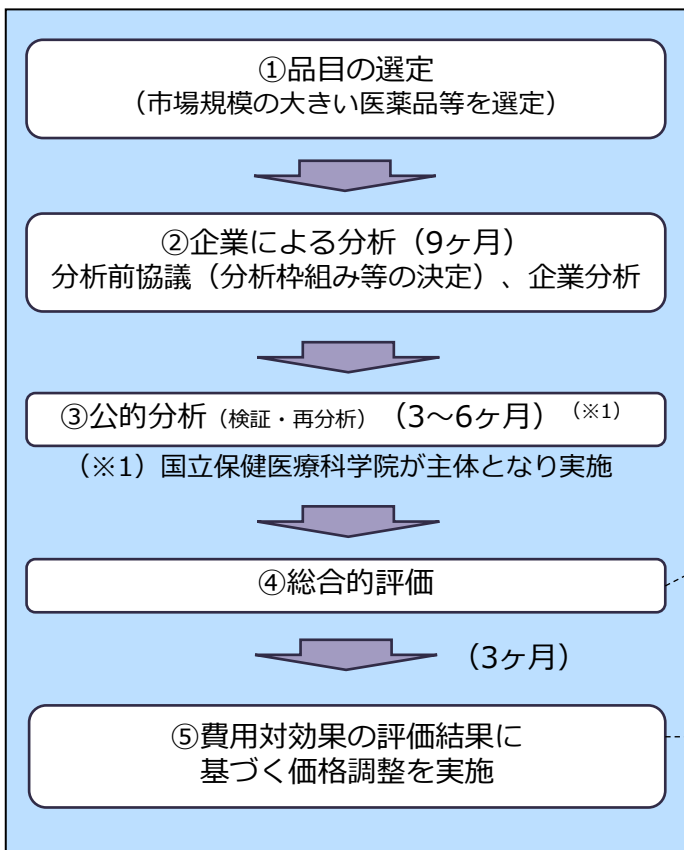 ①品目の選定
（市場規模の大きい医薬品等を選定）
②企業による分析（9ヶ月）
分析前協議（分析枠組み等の決定）、企業分析
③公的分析（検証・再分析）（3～6ヶ月）（※1）
（※1）国立保健医療科学院が主体となり実施
④総合的評価
（3ヶ月）
⑤費用対効果の評価結果に
基づく価格調整を実施